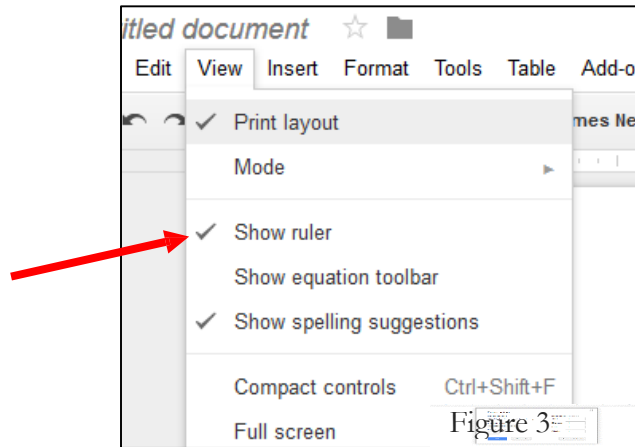 itled document
Edit View Insert Format Tools Table Add-o
mes Ne
Print layout
Mode
Show ruler
Show equation toolbar
Show spelling suggestions
Compact controls Ctrl+Shift+F
Full screen
Figure 3